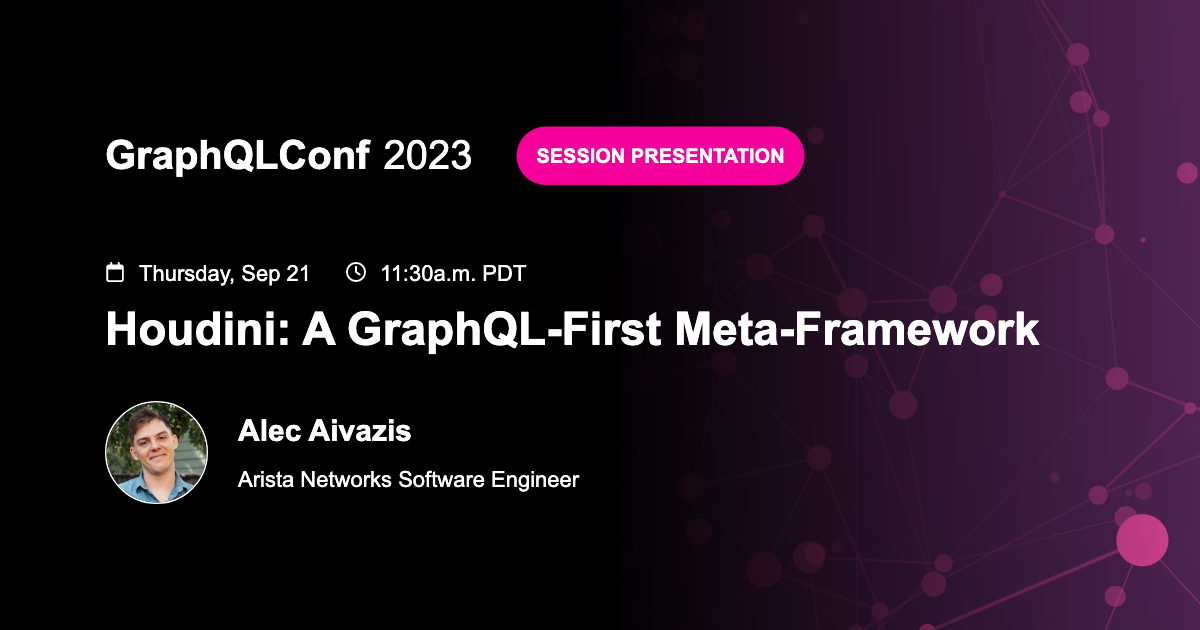 GraphQLConf 2023
SESSION PRESENTATION
Thursday, Sep 21 11:30a.m. PDT
Houdini: A GraphQL-First Meta-Framework
Alec Aivazis
Arista Networks Software Engineer